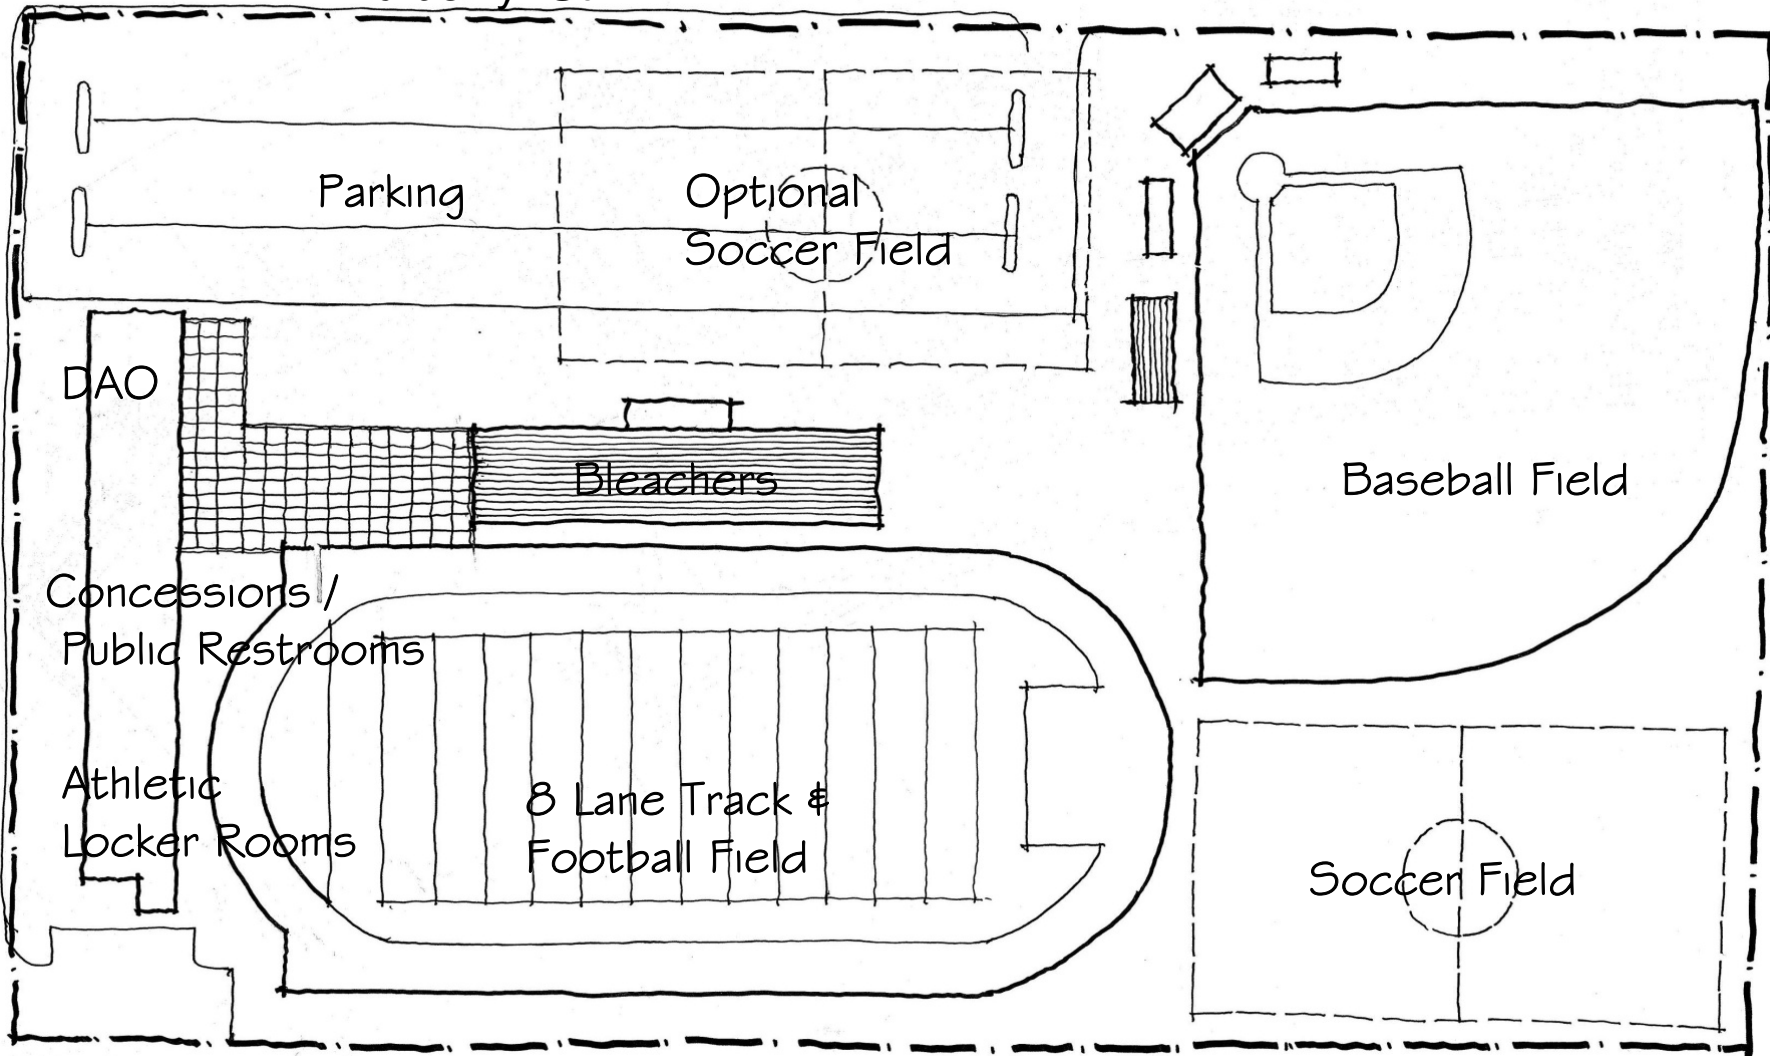 Parking
Optional
Soccer Field
DAO
Bleachers
Baseball Field
Concessions /
Public Restrooms
Athletic
Locker Rooms
8 Lane Track &
Football Field
Soccer Field